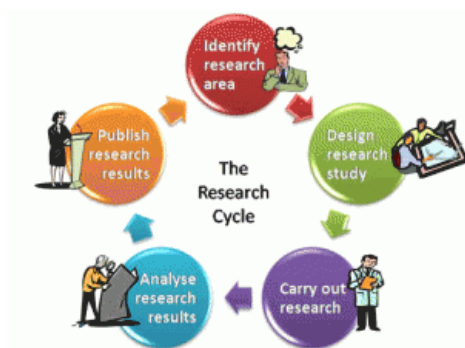 Identify
research
area
Design
research
study
Carry out
research
Analyse
research
results
Publish
research
results
The
Research
Cycle